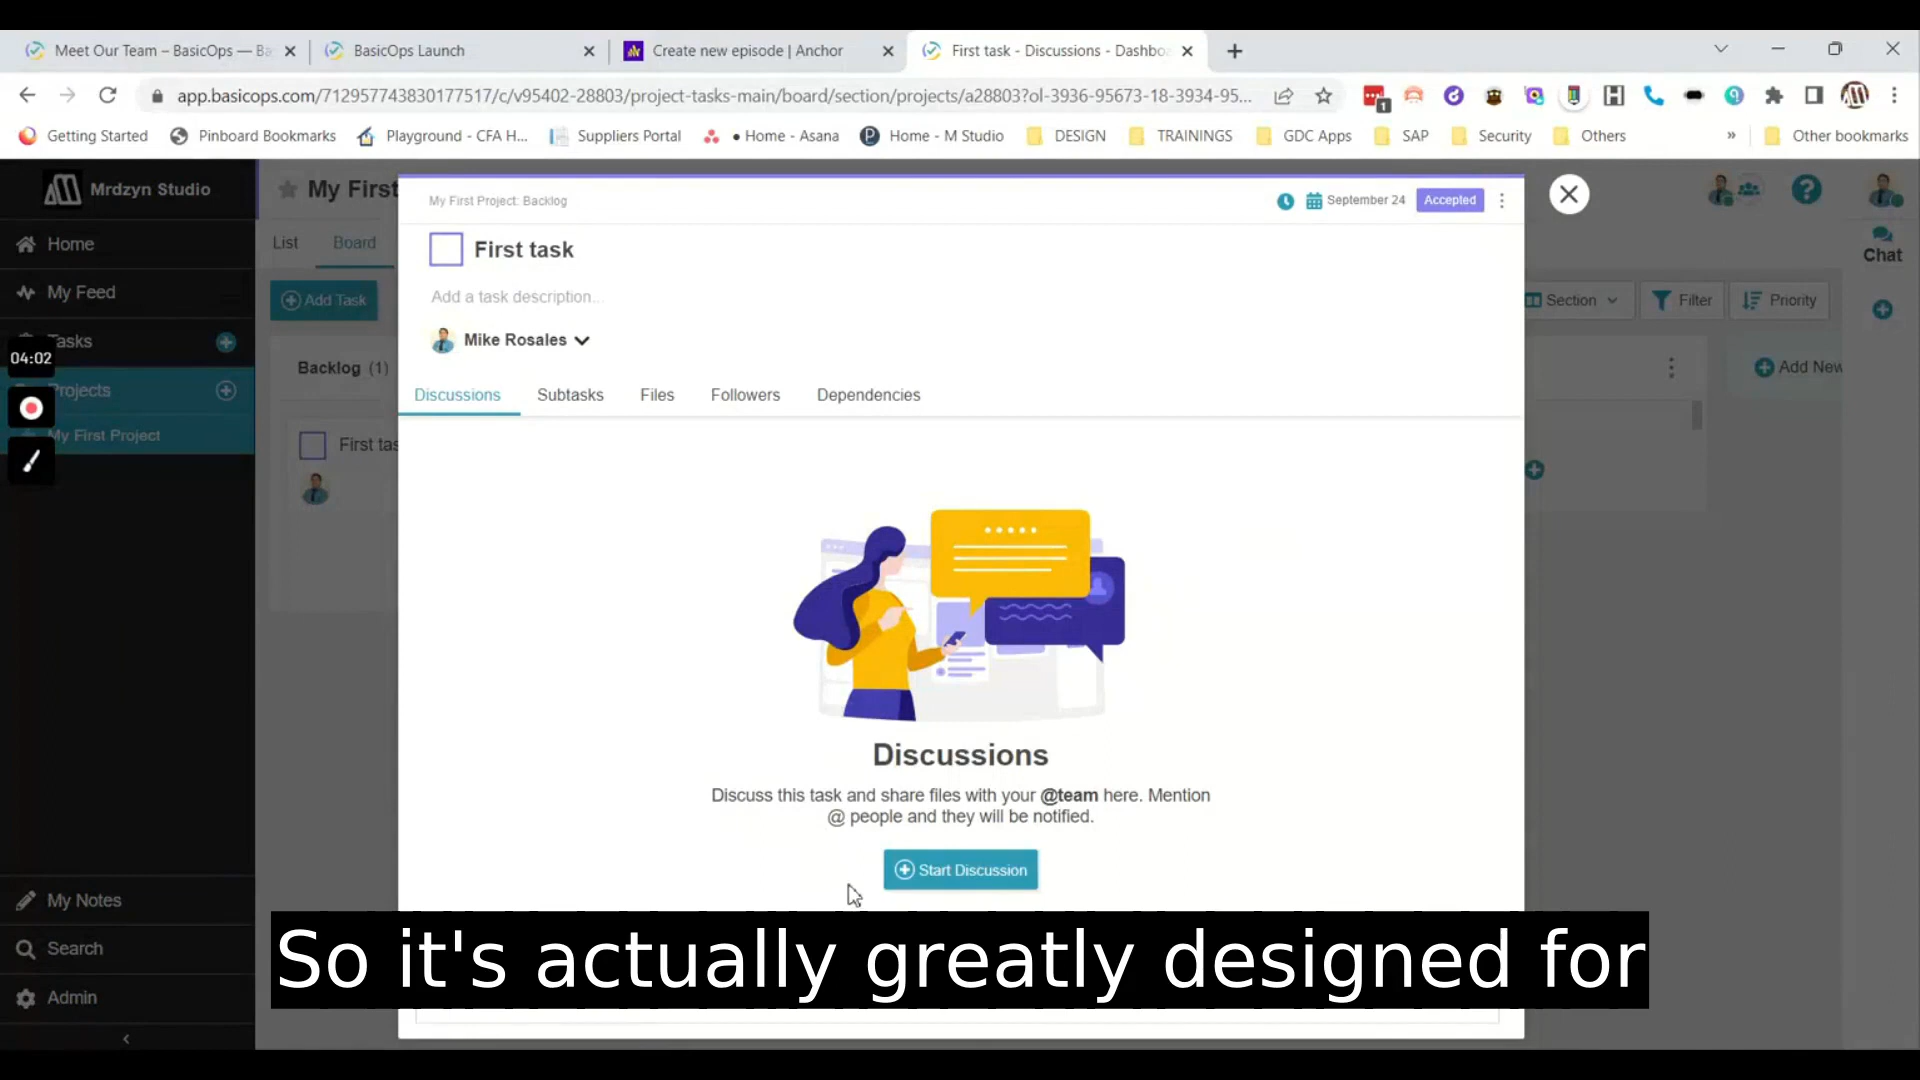 Meet Our Team – BasicOps — Ba
BasicOps Launch
Create new episode | Anchor
First task - Discussions - Dashbo
app.basicops.com/712957743830177517/c/v95402-28803/project-tasks-main/board/section/projects/a28803?ol-3936-95673-18-3934-95...
1
Getting Started
Pinboard Bookmarks
Playground - CFA H...
Suppliers Portal
• Home - Asana
Home - M Studio
DESIGN
TRAININGS
GDC Apps
SAP
Security
Others
»
Other bookmarks
Mrdzyn Studio
Home
My Feed
Tasks
04:02
Projects
My First Project
My Notes
Search
Admin
My First
List
Board
Add Task
Backlog (1)
First tas
My First Project: Backlog
September 24
Accepted
First task
Add a task description...
Mike Rosales
Discussions
Subtasks
Files
Followers
Dependencies
Discussions
Discuss this task and share files with your @team here. Mention
@ people and they will be notified.
Start Discussion
Section
Filter
Priority
Add New
Chat
So it's actually greatly designed for